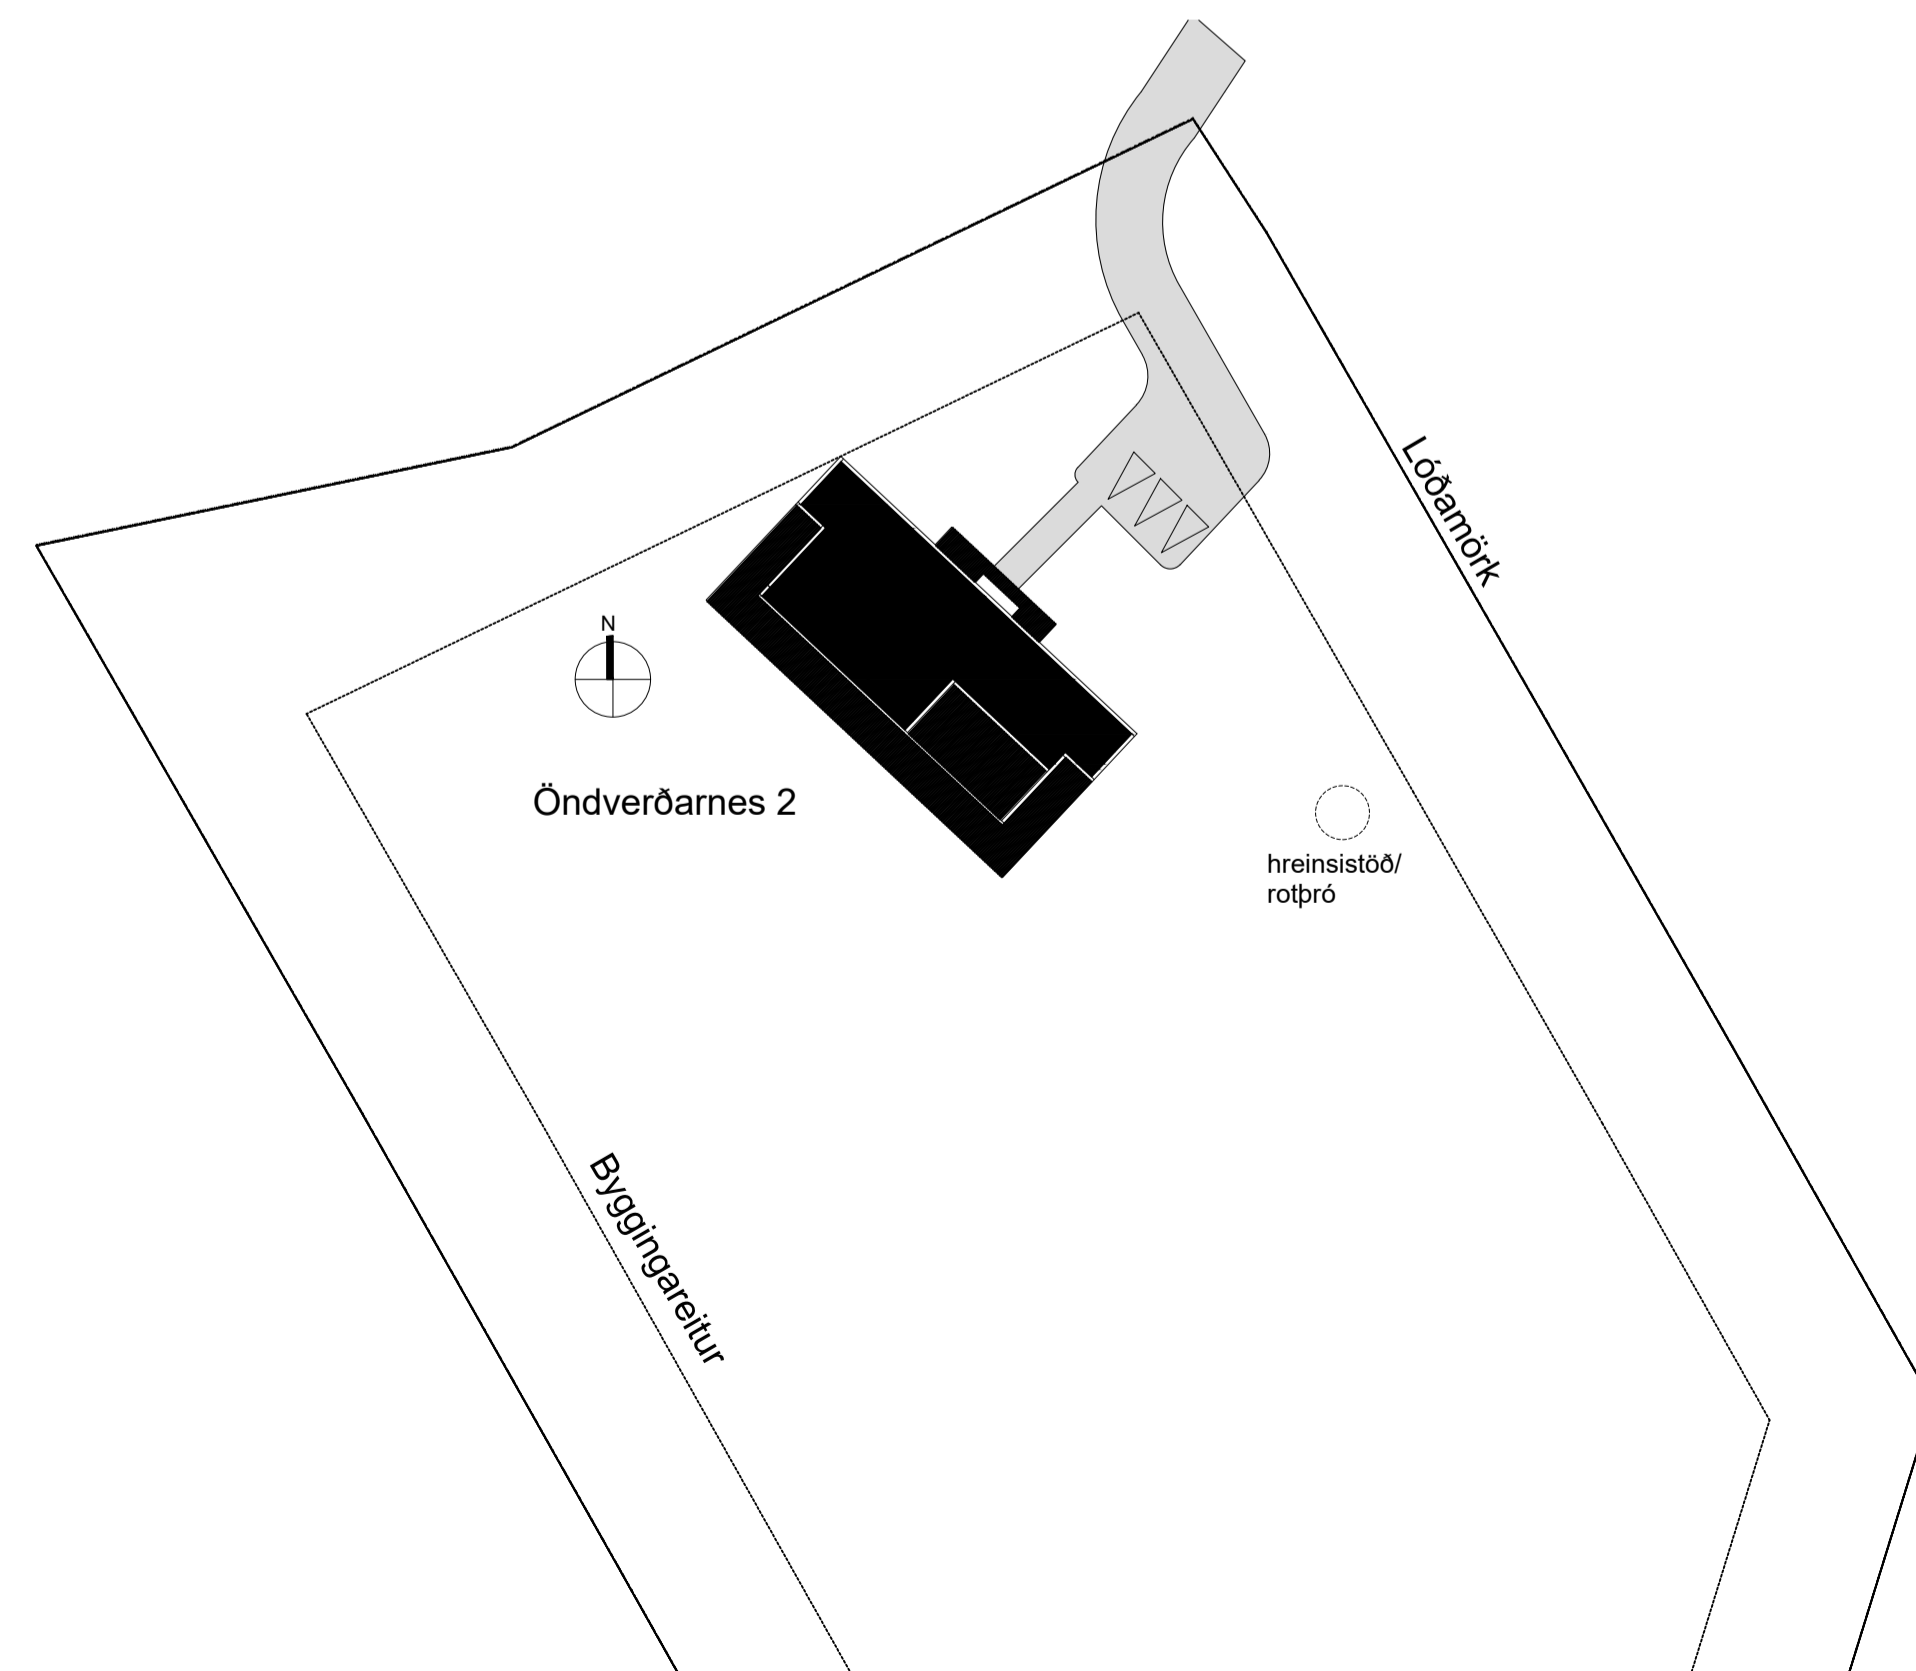 Lóðamörk
N
Öndverðarnes 2
hreinsistöð/
rotþró
Byggingareitur